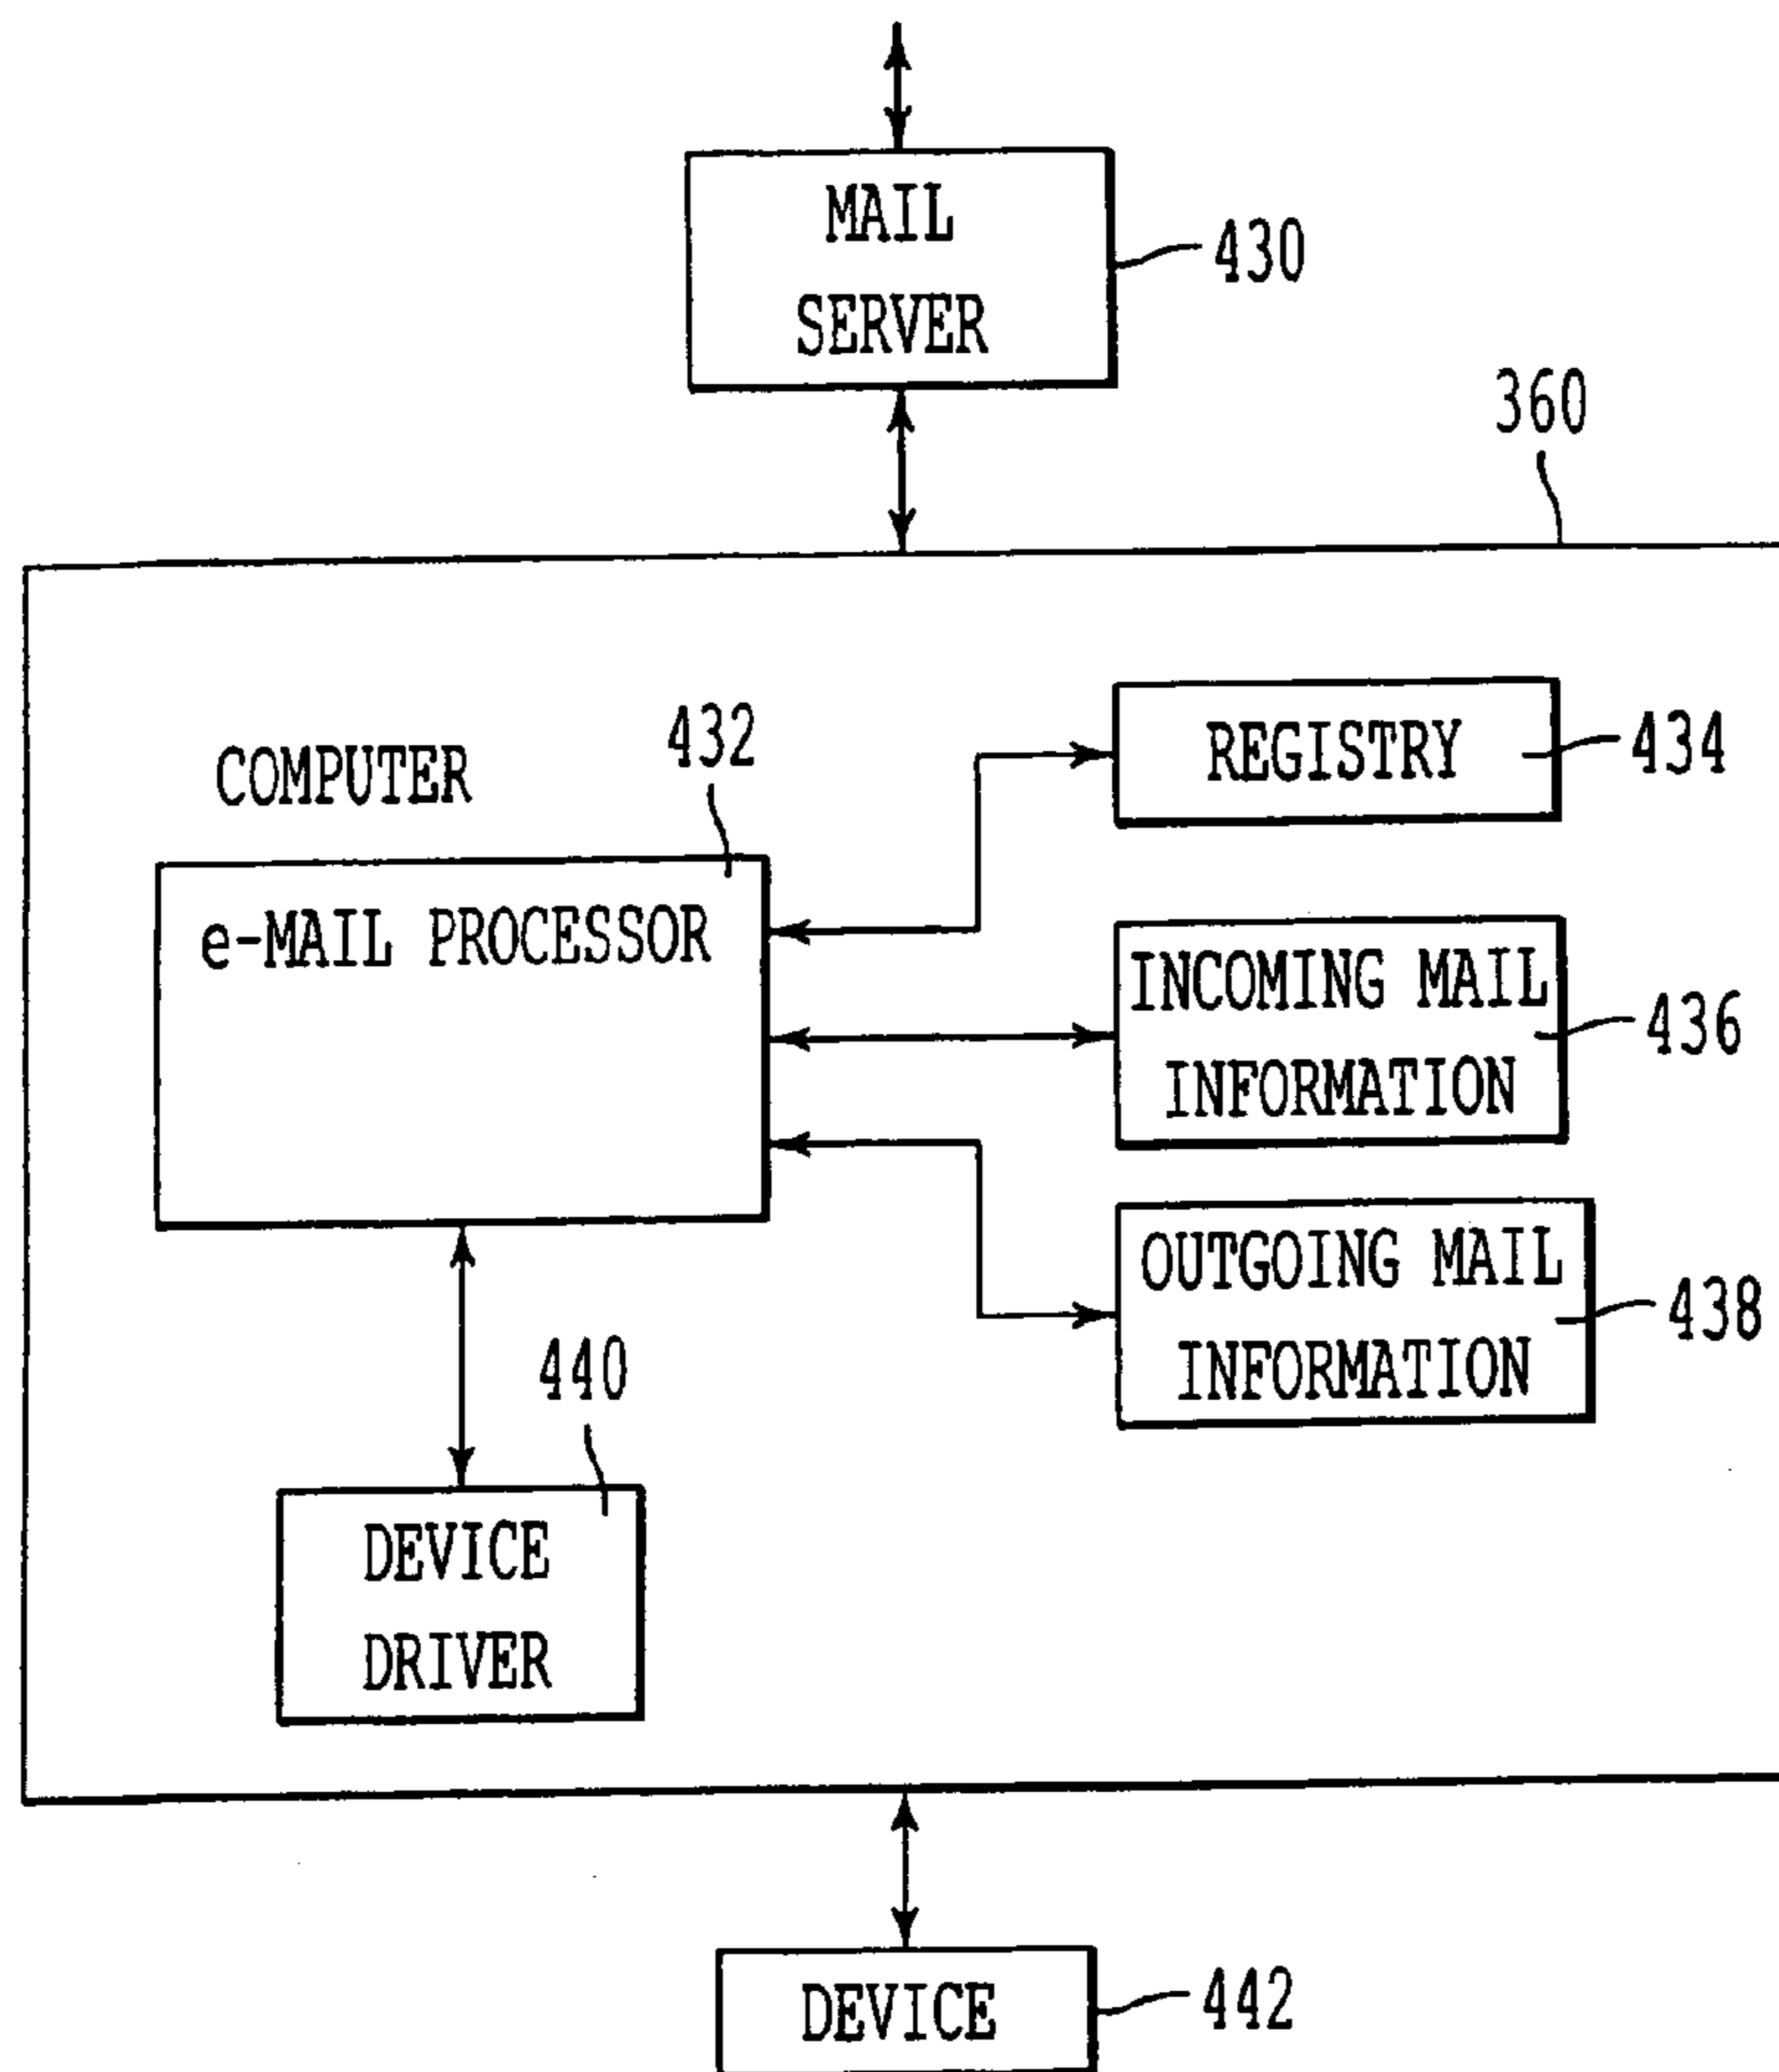 MAIL
SERVER
430
360
COMPUTER
432
REGISTRY
434
e-MAIL PROCESSOR
INCOMING MAIL
INFORMATION
436
OUTGOING MAIL
INFORMATION
438
440
DEVICE
DRIVER
DEVICE
442